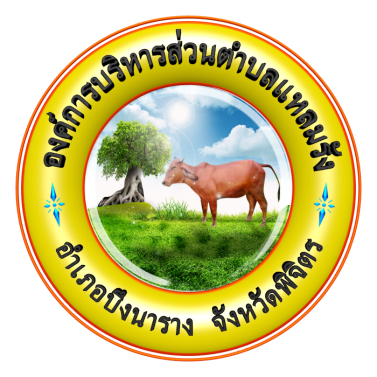 องค์การบริหารส่วนตำบลแหลมรัง
อำเภอบึงนาราง จังหวัดพิจิตร